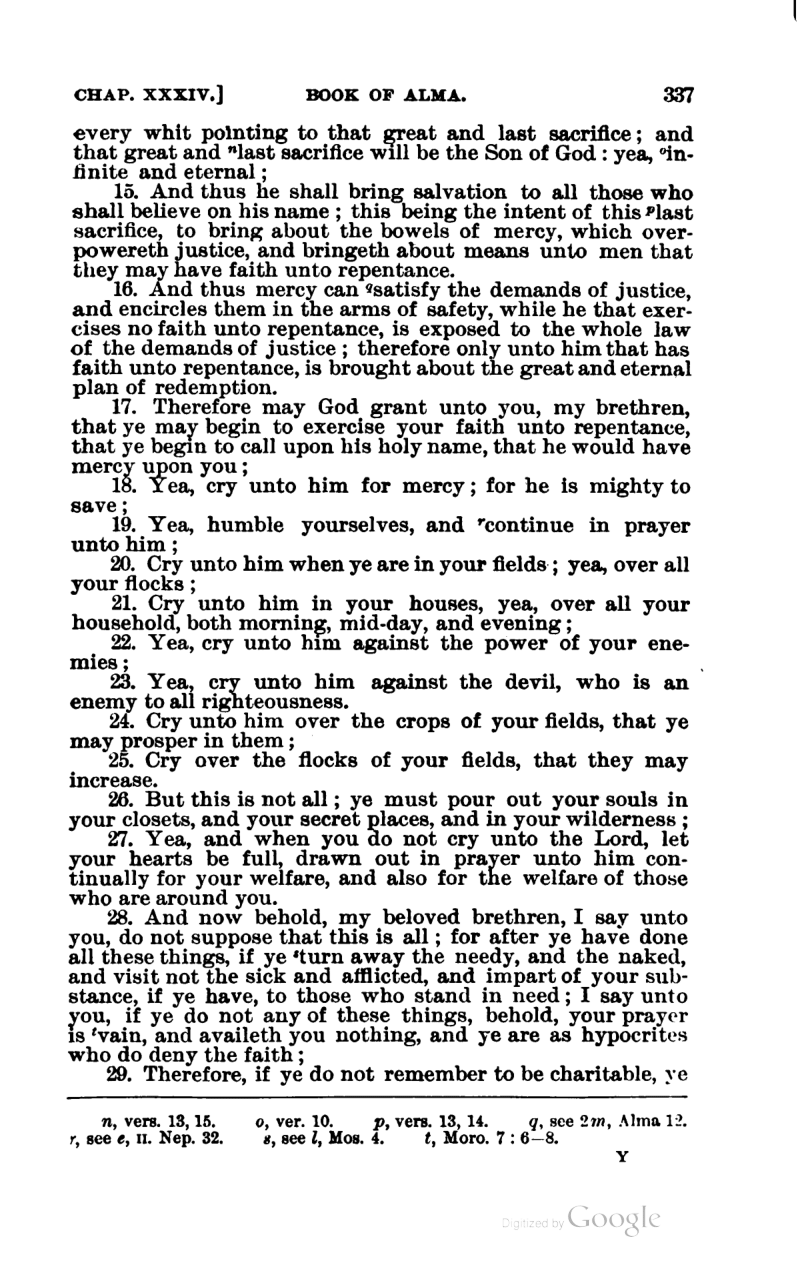 CHAP. XXXIV.] BOOK OF ALMA. 337
every whit pointing to that great and last sacrifice; and
that great and ⁿlast sacrifice will be the Son of God: yea, ᵒin-
finite and eternal;
15. And thus he shall bring salvation to all those who
shall believe on his name; this being the intent of this ᵖlast
sacrifice, to bring about the bowels of mercy, which over-
powereth justice, and bringeth about means unto men that
they may have faith unto repentance.
16. And thus mercy can qsatisfy the demands of justice,
and encircles them in the arms of safety, while he that exer-
cises no faith unto repentance, is exposed to the whole law
of the demands of justice; therefore only unto him that has
faith unto repentance, is brought about the great and eternal
plan of redemption.
17. Therefore may God grant unto you, my brethren,
that ye may begin to exercise your faith unto repentance,
that ye begin to call upon his holy name, that he would have
mercy upon you;
18. Yea, cry unto him for mercy; for he is mighty to
save;
19. Yea, humble yourselves, and ʳcontinue in prayer
unto him;
20. Cry unto him when ye are in your fields; yea, over all
your flocks;
21. Cry unto him in your houses, yea, over all your
household, both morning, mid-day, and evening;
22. Yea, cry unto him against the power of your ene-
mies;
23. Yea, cry unto him against the devil, who is an
enemy to all righteousness.
24. Cry unto him over the crops of your fields, that ye
may prosper in them;
25. Cry over the flocks of your fields, that they may
increase.
26. But this is not all; ye must pour out your souls in
your closets, and your secret places, and in your wilderness;
27. Yea, and when you do not cry unto the Lord, let
your hearts be full, drawn out in prayer unto him con-
tinually for your welfare, and also for the welfare of those
who are around you.
28. And now behold, my beloved brethren, I say unto
you, do not suppose that this is all; for after ye have done
all these things, if ye ˢturn away the needy, and the naked,
and visit not the sick and afflicted, and impart of your sub-
stance, if ye have, to those who stand in need; I say unto
you, if ye do not any of these things, behold, your prayer
is ᵗvain, and availeth you nothing, and ye are as hypocrites
who do deny the faith;
29. Therefore, if ye do not remember to be charitable, ye
n, vers. 13, 15. o, ver. 10. p, vers. 13, 14. q, see 2m, Alma 12.
r, see e, II. Nep. 32. s, see l, Mos. 4. t, Moro. 7:6—8.
Y
Digitized by Google